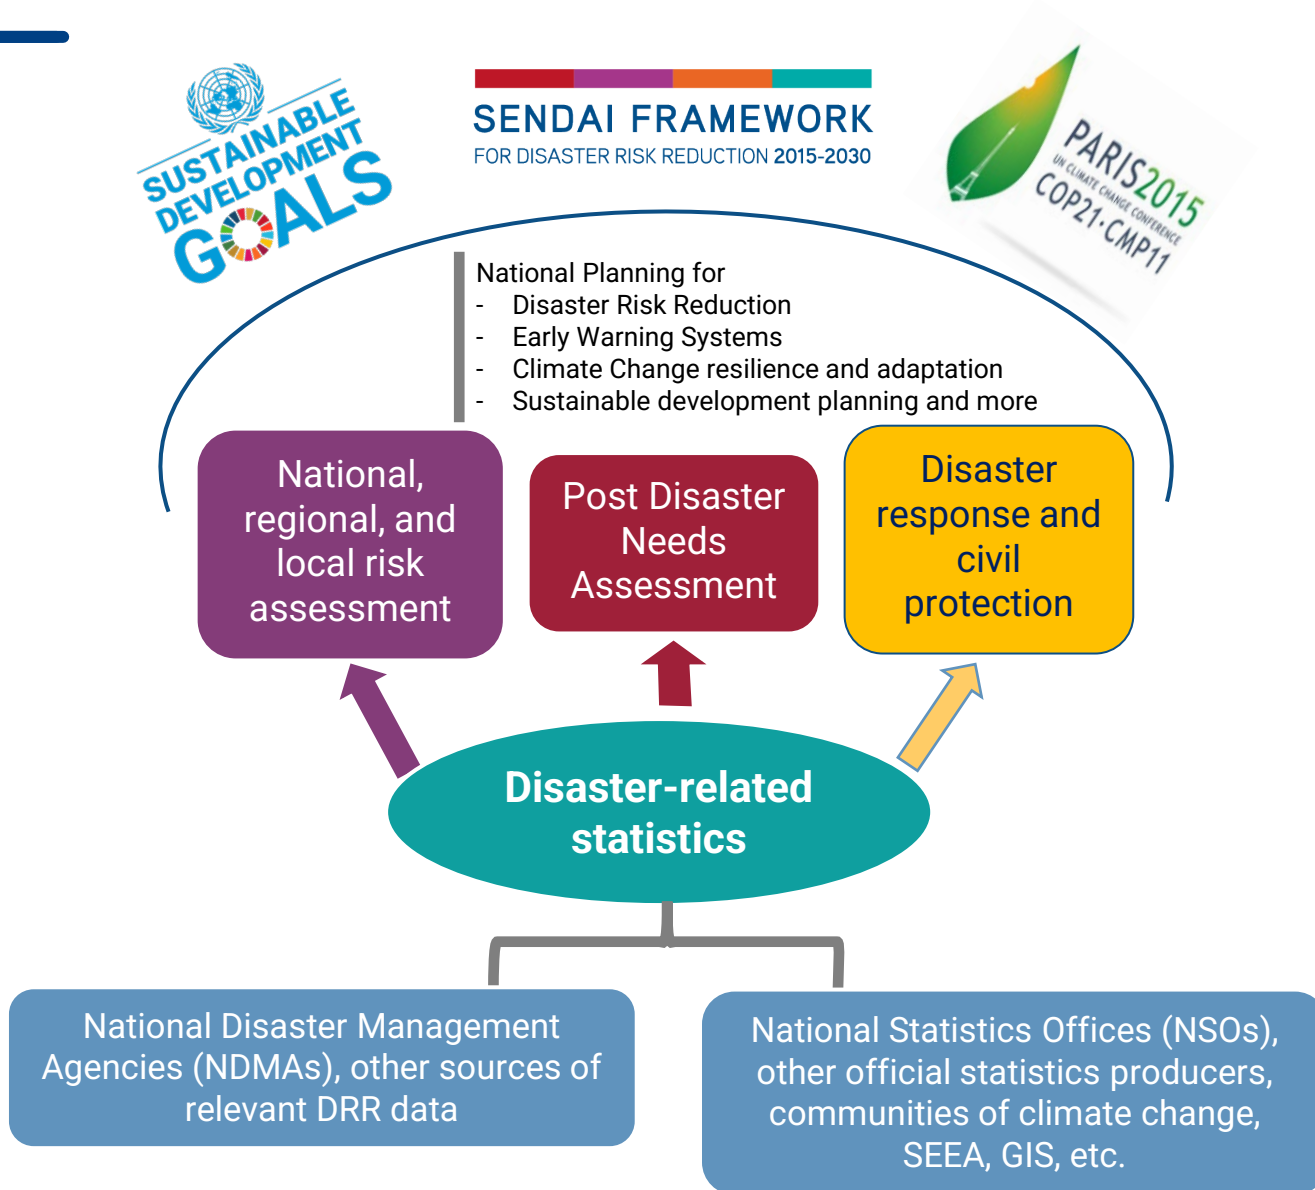 SUSTAINABLE
DEVELOPMENT
GOALS
SENDAI FRAMEWORK
FOR DISASTER RISK REDUCTION 2015-2030
PARIS2015
UN CLIMATE CHANGE CONFERENCE
COP21·CMP11
National Planning for
- Disaster Risk Reduction
- Early Warning Systems
- Climate Change resilience and adaptation
- Sustainable development planning and more
National,
regional, and
local risk
assessment
Post Disaster
Needs
Assessment
Disaster
response and
civil
protection
Disaster-related
statistics
National Disaster Management
Agencies (NDMAs), other sources of
relevant DRR data
National Statistics Offices (NSOs),
other official statistics producers,
communities of climate change,
SEEA, GIS, etc.